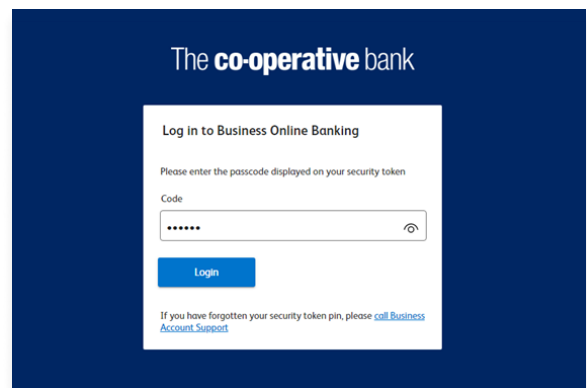 The co-operative bank
Log in to Business Online Banking
Please enter the passcode displayed on your security token
Code
••••••
Login
If you have forgotten your security token pin, please call Business
Account Support